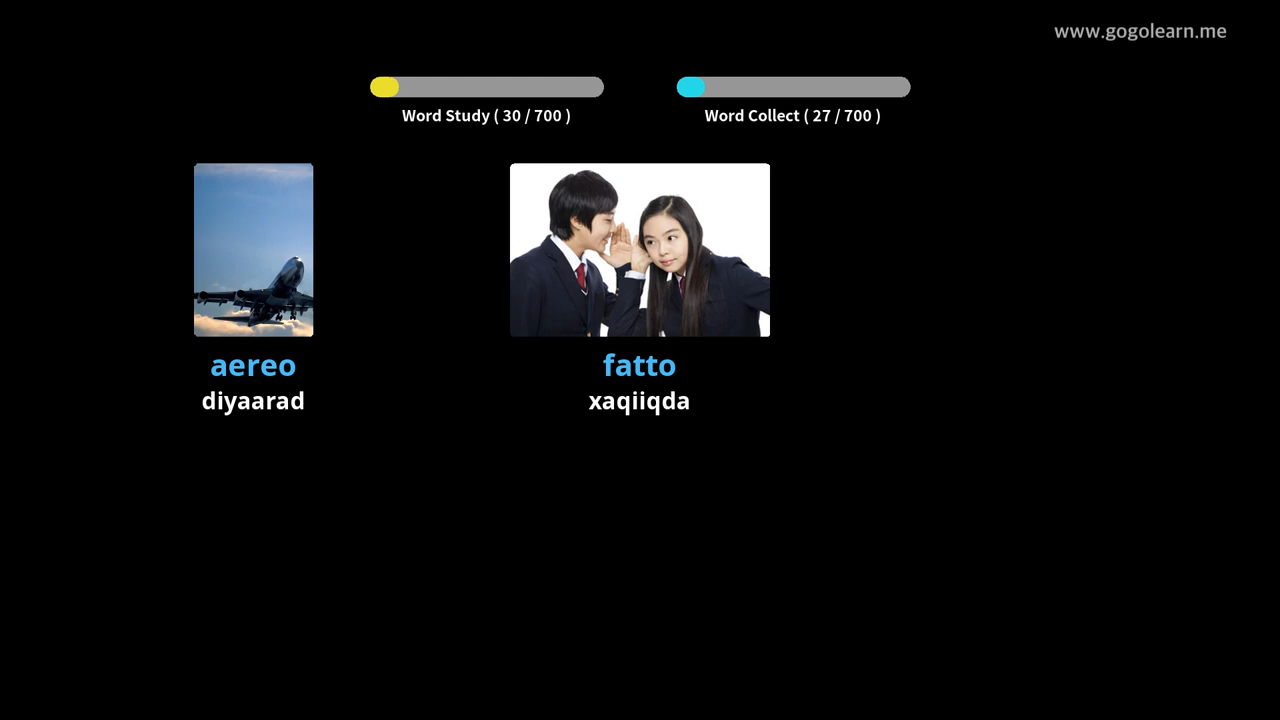 www.gogolearn.me
Word Study ( 30 / 700 )
Word Collect ( 27 / 700 )
aereo
diyaarad
fatto
xaqiiqda